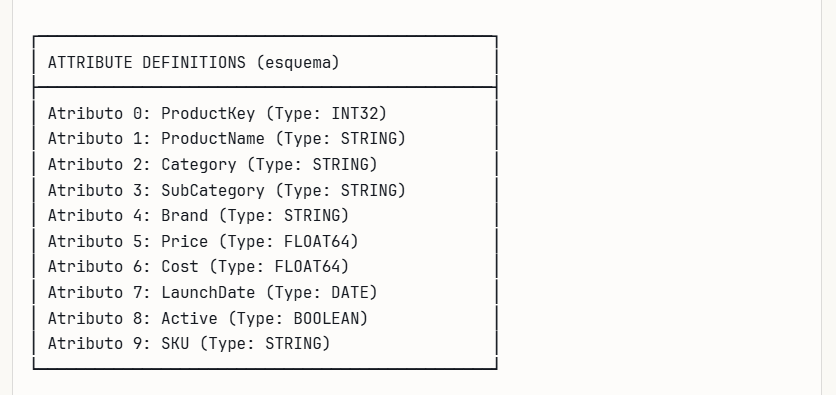 ATTRIBUTE DEFINITIONS (esquema)
Atributo 0: ProductKey (Type: INT32)
Atributo 1: ProductName (Type: STRING)
Atributo 2: Category (Type: STRING)
Atributo 3: SubCategory (Type: STRING)
Atributo 4: Brand (Type: STRING)
Atributo 5: Price (Type: FLOAT64)
Atributo 6: Cost (Type: FLOAT64)
Atributo 7: LaunchDate (Type: DATE)
Atributo 8: Active (Type: BOOLEAN)
Atributo 9: SKU (Type: STRING)